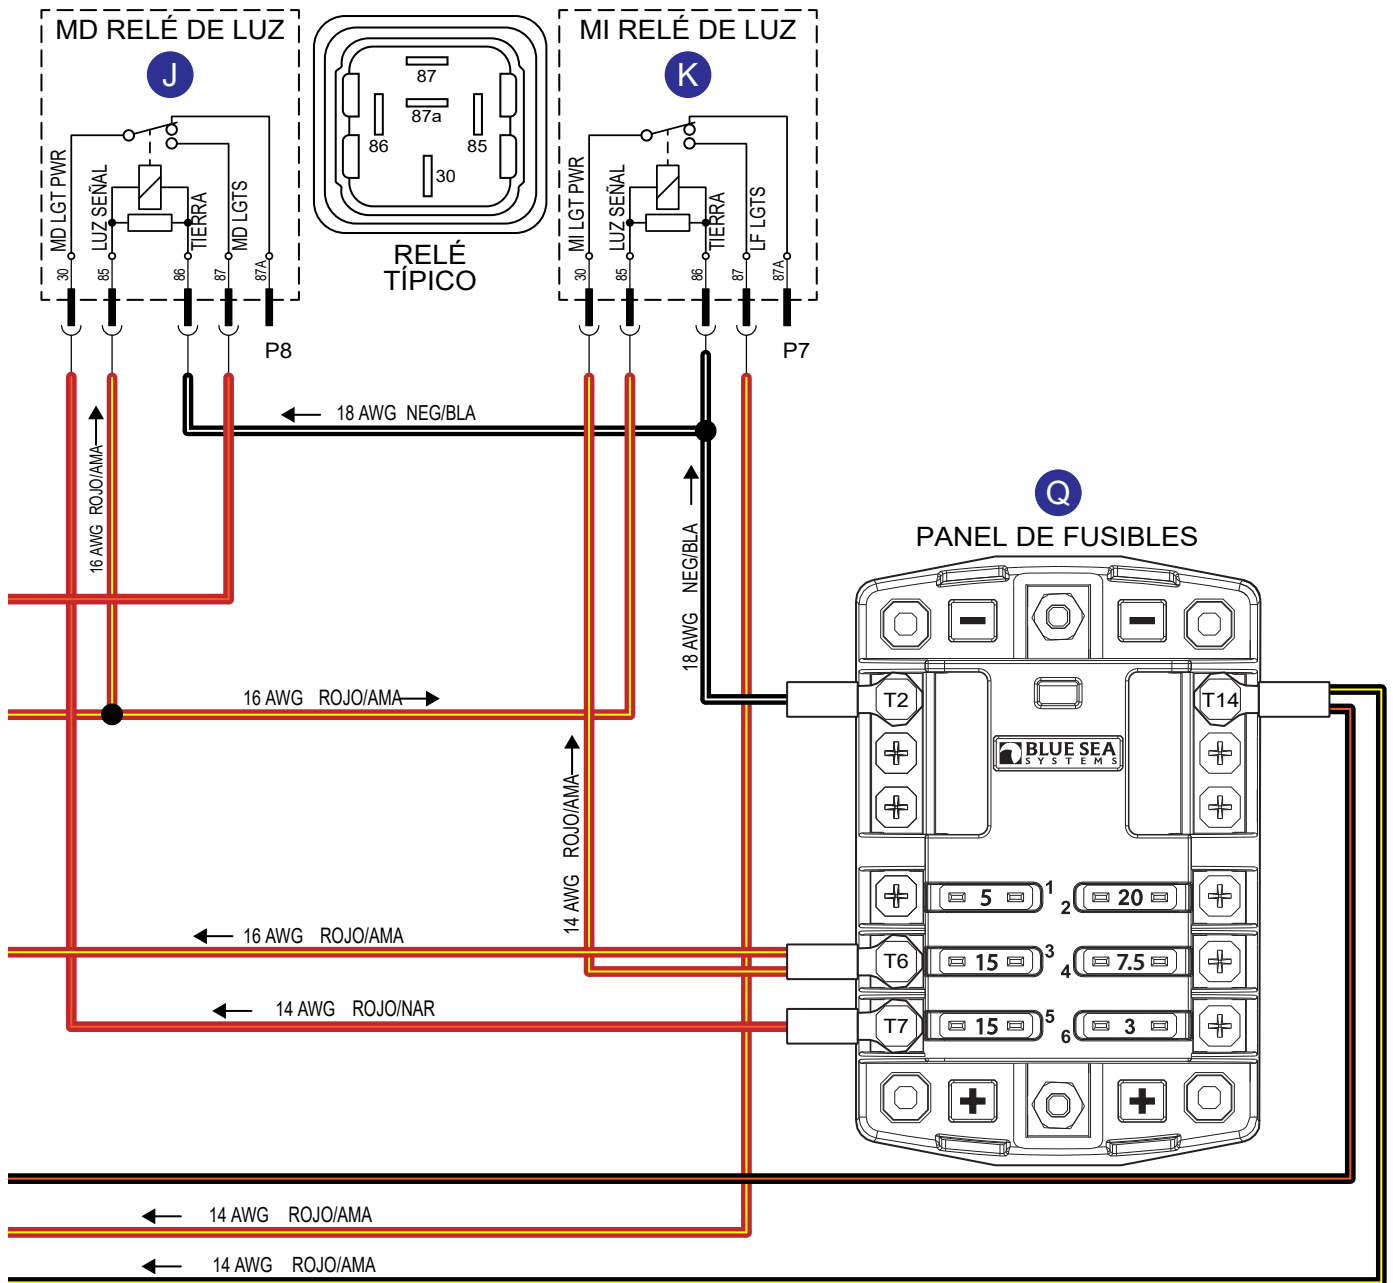 MD RELÉ DE LUZ
J
MD LGT PWR
LUZ SEÑAL
TIERRA
MD LGTS
30
85
86
87
87A
P8
87
87a
86
85
30
RELÉ
TÍPICO
MI RELÉ DE LUZ
K
MI LGT PWR
LUZ SEÑAL
TIERRA
LF LGTS
30
85
86
87
87A
P7
18 AWG NEG/BLA
16 AWG ROJO/AMA
18 AWG NEG/BLA
16 AWG ROJO/AMA
14 AWG ROJO/AMA
16 AWG ROJO/AMA
14 AWG ROJO/NAR
14 AWG ROJO/AMA
14 AWG ROJO/AMA
Q
PANEL DE FUSIBLES
T2
T14
BLUE SEA
SYSTEMS
5 1 2 20
T6 15 3 4 7.5
T7 15 5 6 3